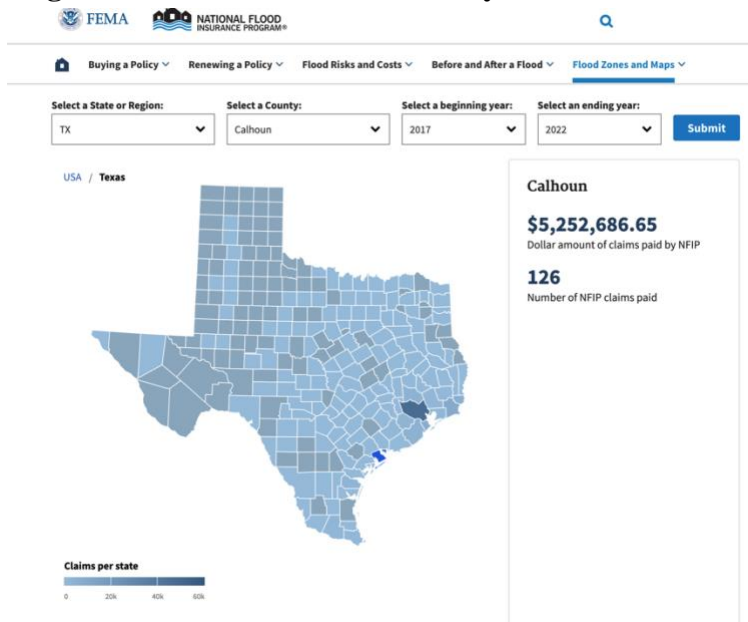 FEMA
NATIONAL FLOOD
INSURANCE PROGRAM®
Buying a Policy
Renewing a Policy
Flood Risks and Costs
Before and After a Flood
Flood Zones and Maps
Select a State or Region:
Select a County:
Select a beginning year:
Select an ending year:
TX
Calhoun
2017
2022
Submit
USA / Texas
Calhoun
$5,252,686.65
Dollar amount of claims paid by NFIP
126
Number of NFIP claims paid
Claims per state
0 20k 40k 60k